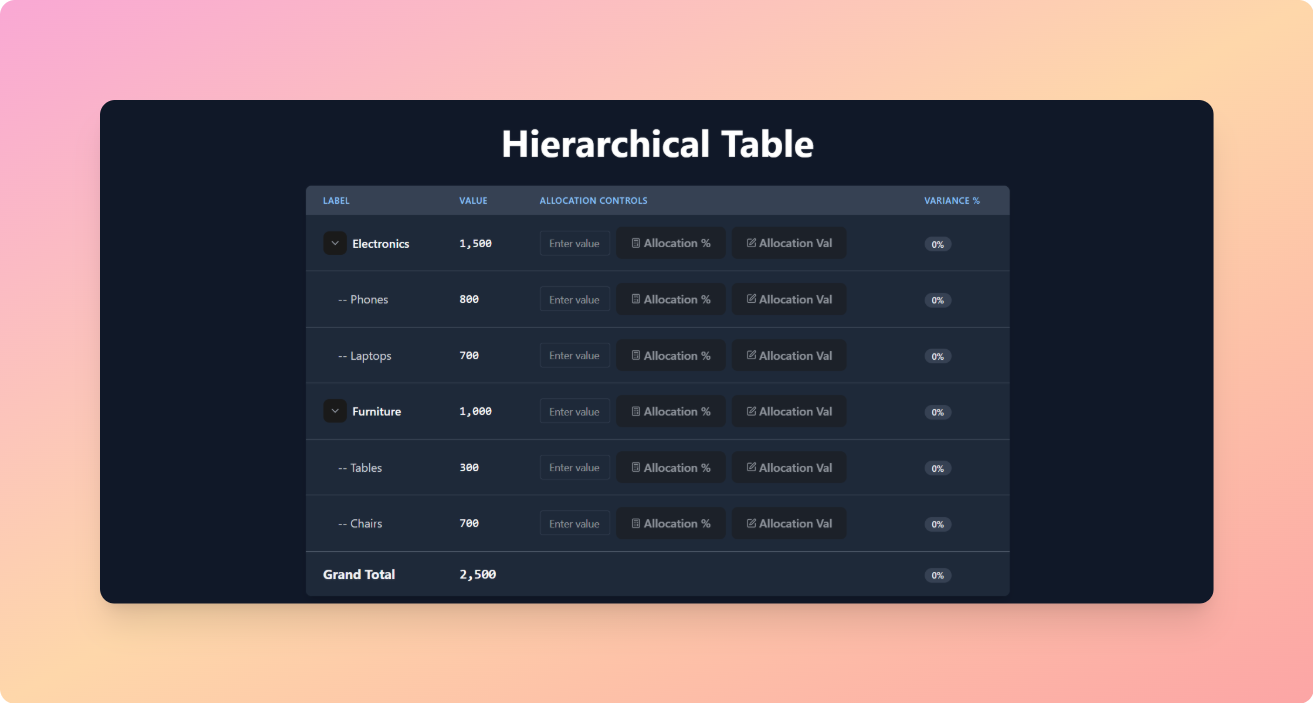 Hierarchical Table
LABEL VALUE ALLOCATION CONTROLS VARIANCE %
Electronics 1,500 Enter value Allocation % Allocation Val 0%
-- Phones 800 Enter value Allocation % Allocation Val 0%
-- Laptops 700 Enter value Allocation % Allocation Val 0%
Furniture 1,000 Enter value Allocation % Allocation Val 0%
-- Tables 300 Enter value Allocation % Allocation Val 0%
-- Chairs 700 Enter value Allocation % Allocation Val 0%
Grand Total 2,500 0%